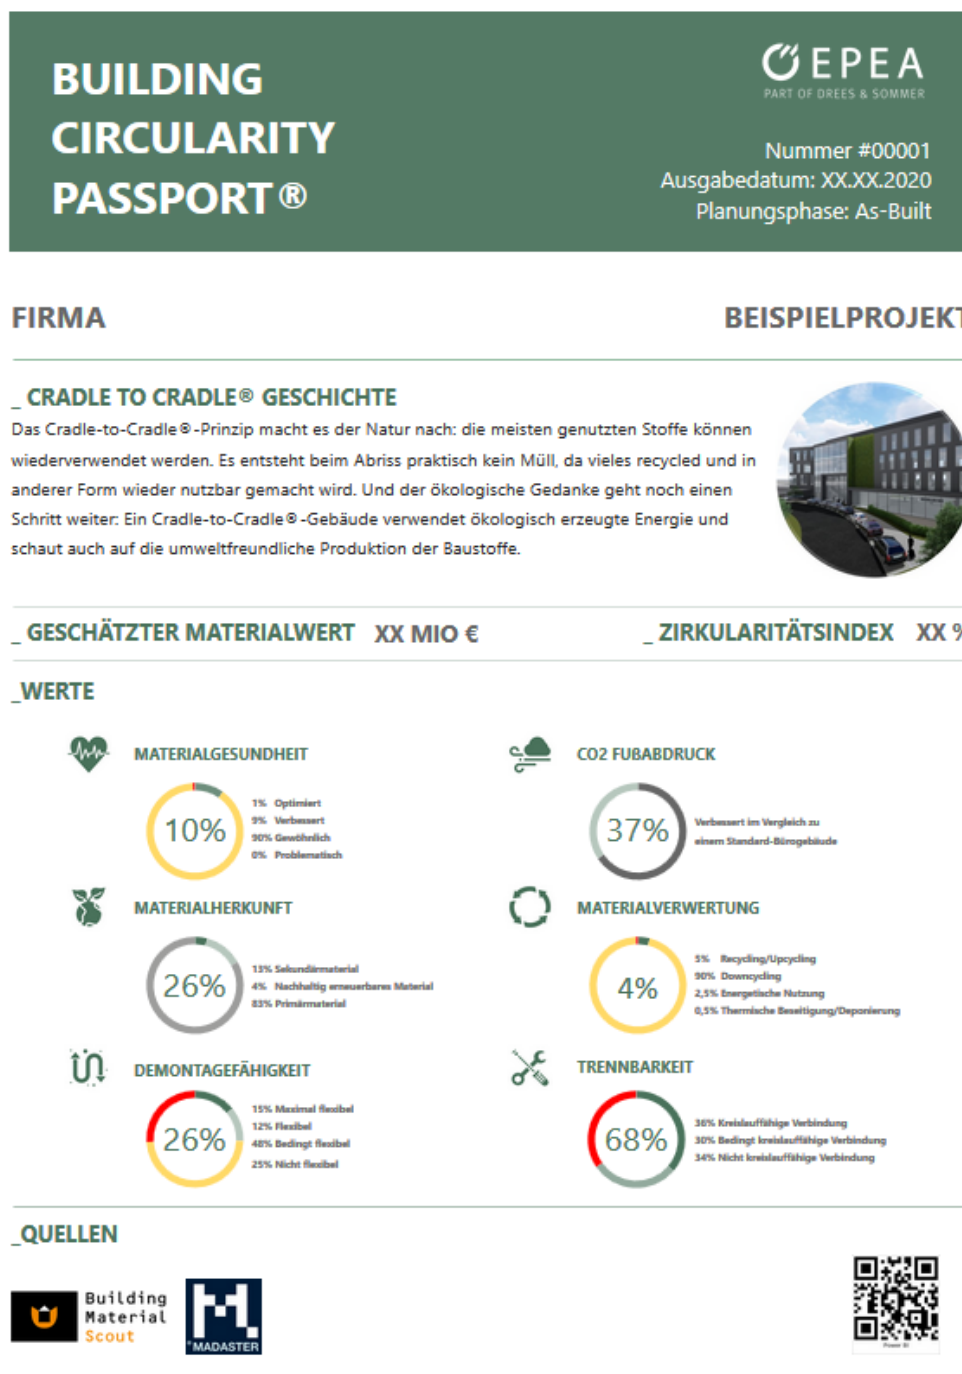 BUILDING
CIRCULARITY
PASSPORT®
EPEA
PART OF DREES & SOMMER
Nummer #00001
Ausgabedatum: XX.XX.2020
Planungsphase: As-Built
FIRMA
BEISPIELPROJEKT
_ CRADLE TO CRADLE® GESCHICHTE
Das Cradle-to-Cradle®-Prinzip macht es der Natur nach: die meisten genutzten Stoffe können
wiederverwendet werden. Es entsteht beim Abriss praktisch kein Müll, da vieles recycled und in
anderer Form wieder nutzbar gemacht wird. Und der ökologische Gedanke geht noch einen
Schritt weiter: Ein Cradle-to-Cradle®-Gebäude verwendet ökologisch erzeugte Energie und
schaut auch auf die umweltfreundliche Produktion der Baustoffe.
_ GESCHÄTZTER MATERIALWERT XX MIO €
_ ZIRKULARITÄTSINDEX XX %
_WERTE
MATERIALGESUNDHEIT
10%
1% Optimiert
9% Verbessert
90% Gewöhnlich
0% Problematisch
CO2 FUßABDRUCK
37%
Verbessert im Vergleich zu
einem Standard-Bürogebäude
MATERIALHERKUNFT
26%
13% Sekundärmaterial
4% Nachhaltig erneuerbares Material
83% Primärmaterial
MATERIALVERWERTUNG
4%
5% Recycling/Upcycling
90% Downcycling
2,5% Energetische Nutzung
0,5% Thermische Beseitigung/Deponierung
DEMONTAGEFÄHIGKEIT
26%
15% Maximal flexibel
12% Flexibel
48% Bedingt flexibel
25% Nicht flexibel
TRENNBARKEIT
68%
36% Kreislauffähige Verbindung
30% Bedingt kreislauffähige Verbindung
34% Nicht kreislauffähige Verbindung
_QUELLEN
Building
Material
Scout
MADASTER
Power BI